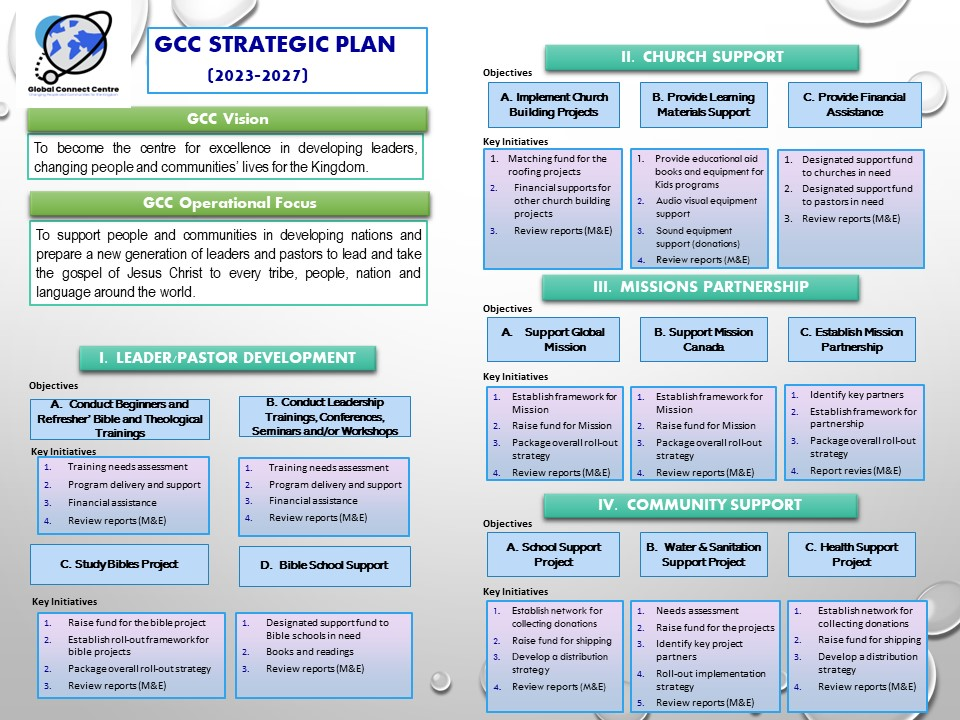 Global Connect Centre
GCC STRATEGIC PLAN
(2023-2027)
GCC Vision
To become the centre for excellence in developing leaders,
changing people and communities' lives for the Kingdom.
GCC Operational Focus
To support people and communities in developing nations and
prepare a new generation of leaders and pastors to lead and take
the gospel of Jesus Christ to every tribe, people, nation and
language around the world.
I. LEADER/PASTOR DEVELOPMENT
Objectives
A. Conduct Beginners and
Refresher' Bible and Theological
Trainings
B. Conduct Leadership
Trainings, Conferences,
Seminars and/or Workshops
Key Initiatives
1. Training needs assessment
2. Program delivery and support
3. Financial assistance
4. Review reports (M&E)
1. Training needs assessment
2. Program delivery and support
3. Financial assistance
4. Review reports (M&E)
C. Study Bibles Project
D. Bible School Support
Key Initiatives
1. Raise fund for the bible project
2. Establish roll-out framework for
bible projects
2. Package overall roll-out strategy
3. Review reports (M&E)
1. Designated support fund to
Bible schools in need
2. Books and readings
3. Review reports (M&E)
II. CHURCH SUPPORT
Objectives
A. Implement Church
Building Projects
B. Provide Learning
Materials Support
C. Provide Financial
Assistance
Key Initiatives
1. Matching fund for the
roofing projects
2. Financial supports for
other church building
projects
3. Review reports (M&E)
1. Provide educational aid
books and equipment for
Kids programs
2. Audio visual equipment
support
3. Sound equipment
support (donations)
4. Review reports (M&E)
1. Designated support fund
to churches in need
2. Designated support fund
to pastors in need
3. Review reports (M&E)
III. MISSIONS PARTNERSHIP
Objectives
A. Support Global
Mission
B. Support Mission
Canada
C. Establish Mission
Partnership
Key Initiatives
1. Establish framework for
Mission
2. Raise fund for Mission
3. Package overall roll-out
strategy
4. Review reports (M&E)
1. Establish framework for
Mission
2. Raise fund for Mission
3. Package overall roll-out
strategy
4. Review reports (M&E)
1. Identify key partners
2. Establish framework for
partnership
3. Package overall roll-out
strategy
4. Report revies (M&E)
IV. COMMUNITY SUPPORT
Objectives
A. School Support
Project
B. Water & Sanitation
Support Project
C. Health Support
Project
Key Initiatives
1. Establish network for
collecting donations
2. Raise fund for shipping
3. Develop a distribution
strategy
4. Review reports (M&E)
1. Needs assessment
2. Raise fund for the projects
3. Identify key project
partners
4. Roll-out implementation
strategy
5. Review reports (M&E)
1. Establish network for
collecting donations
2. Raise fund for shipping
3. Develop a distribution
strategy
4. Review reports (M&E)